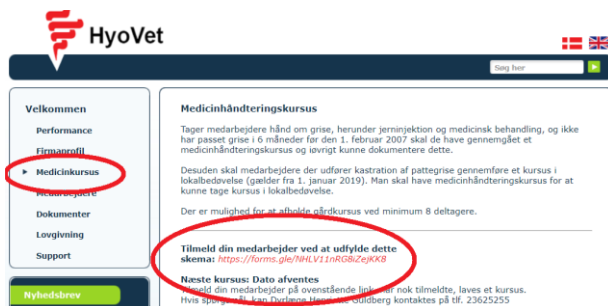 HyoVet
Søg her
Velkommen
Performance
Firmaprofil
Medicinkursus
Medarbejdere
Dokumenter
Lovgivning
Support
Nyhedsbrev
Medicinhåndteringskursus
Tager medarbejdere hånd om grise, herunder jerninjektion og medicinsk behandling, og ikke
har passet grise i 6 måneder før den 1. februar 2007 skal de have gennemgået et
medicinhåndteringskursus og iøvrigt kunne dokumentere dette.
Desuden skal medarbejdere der udfører kastration af pattegrise gennemføre et kursus i
lokalbedøvelse (gælder fra 1. januar 2019). Man skal have medicinhåndteringskursus for at
kunne tage kursus i lokalbedøvelse.
Der er mulighed for at afholde gårdkursus ved minimum 8 deltagere.
Tilmeld din medarbejder ved at udfylde dette
skema: https://forms.gle/NHLV11nRG8iZejKK8
Næste kursus: Dato afventes
Tilmeld din medarbejder på ovenstående link når nok tilmeldte, laves et kursus.
Hvis spørgsmål, kan Dyrlæge Henriette Guldberg kontaktes på tlf. 23625255